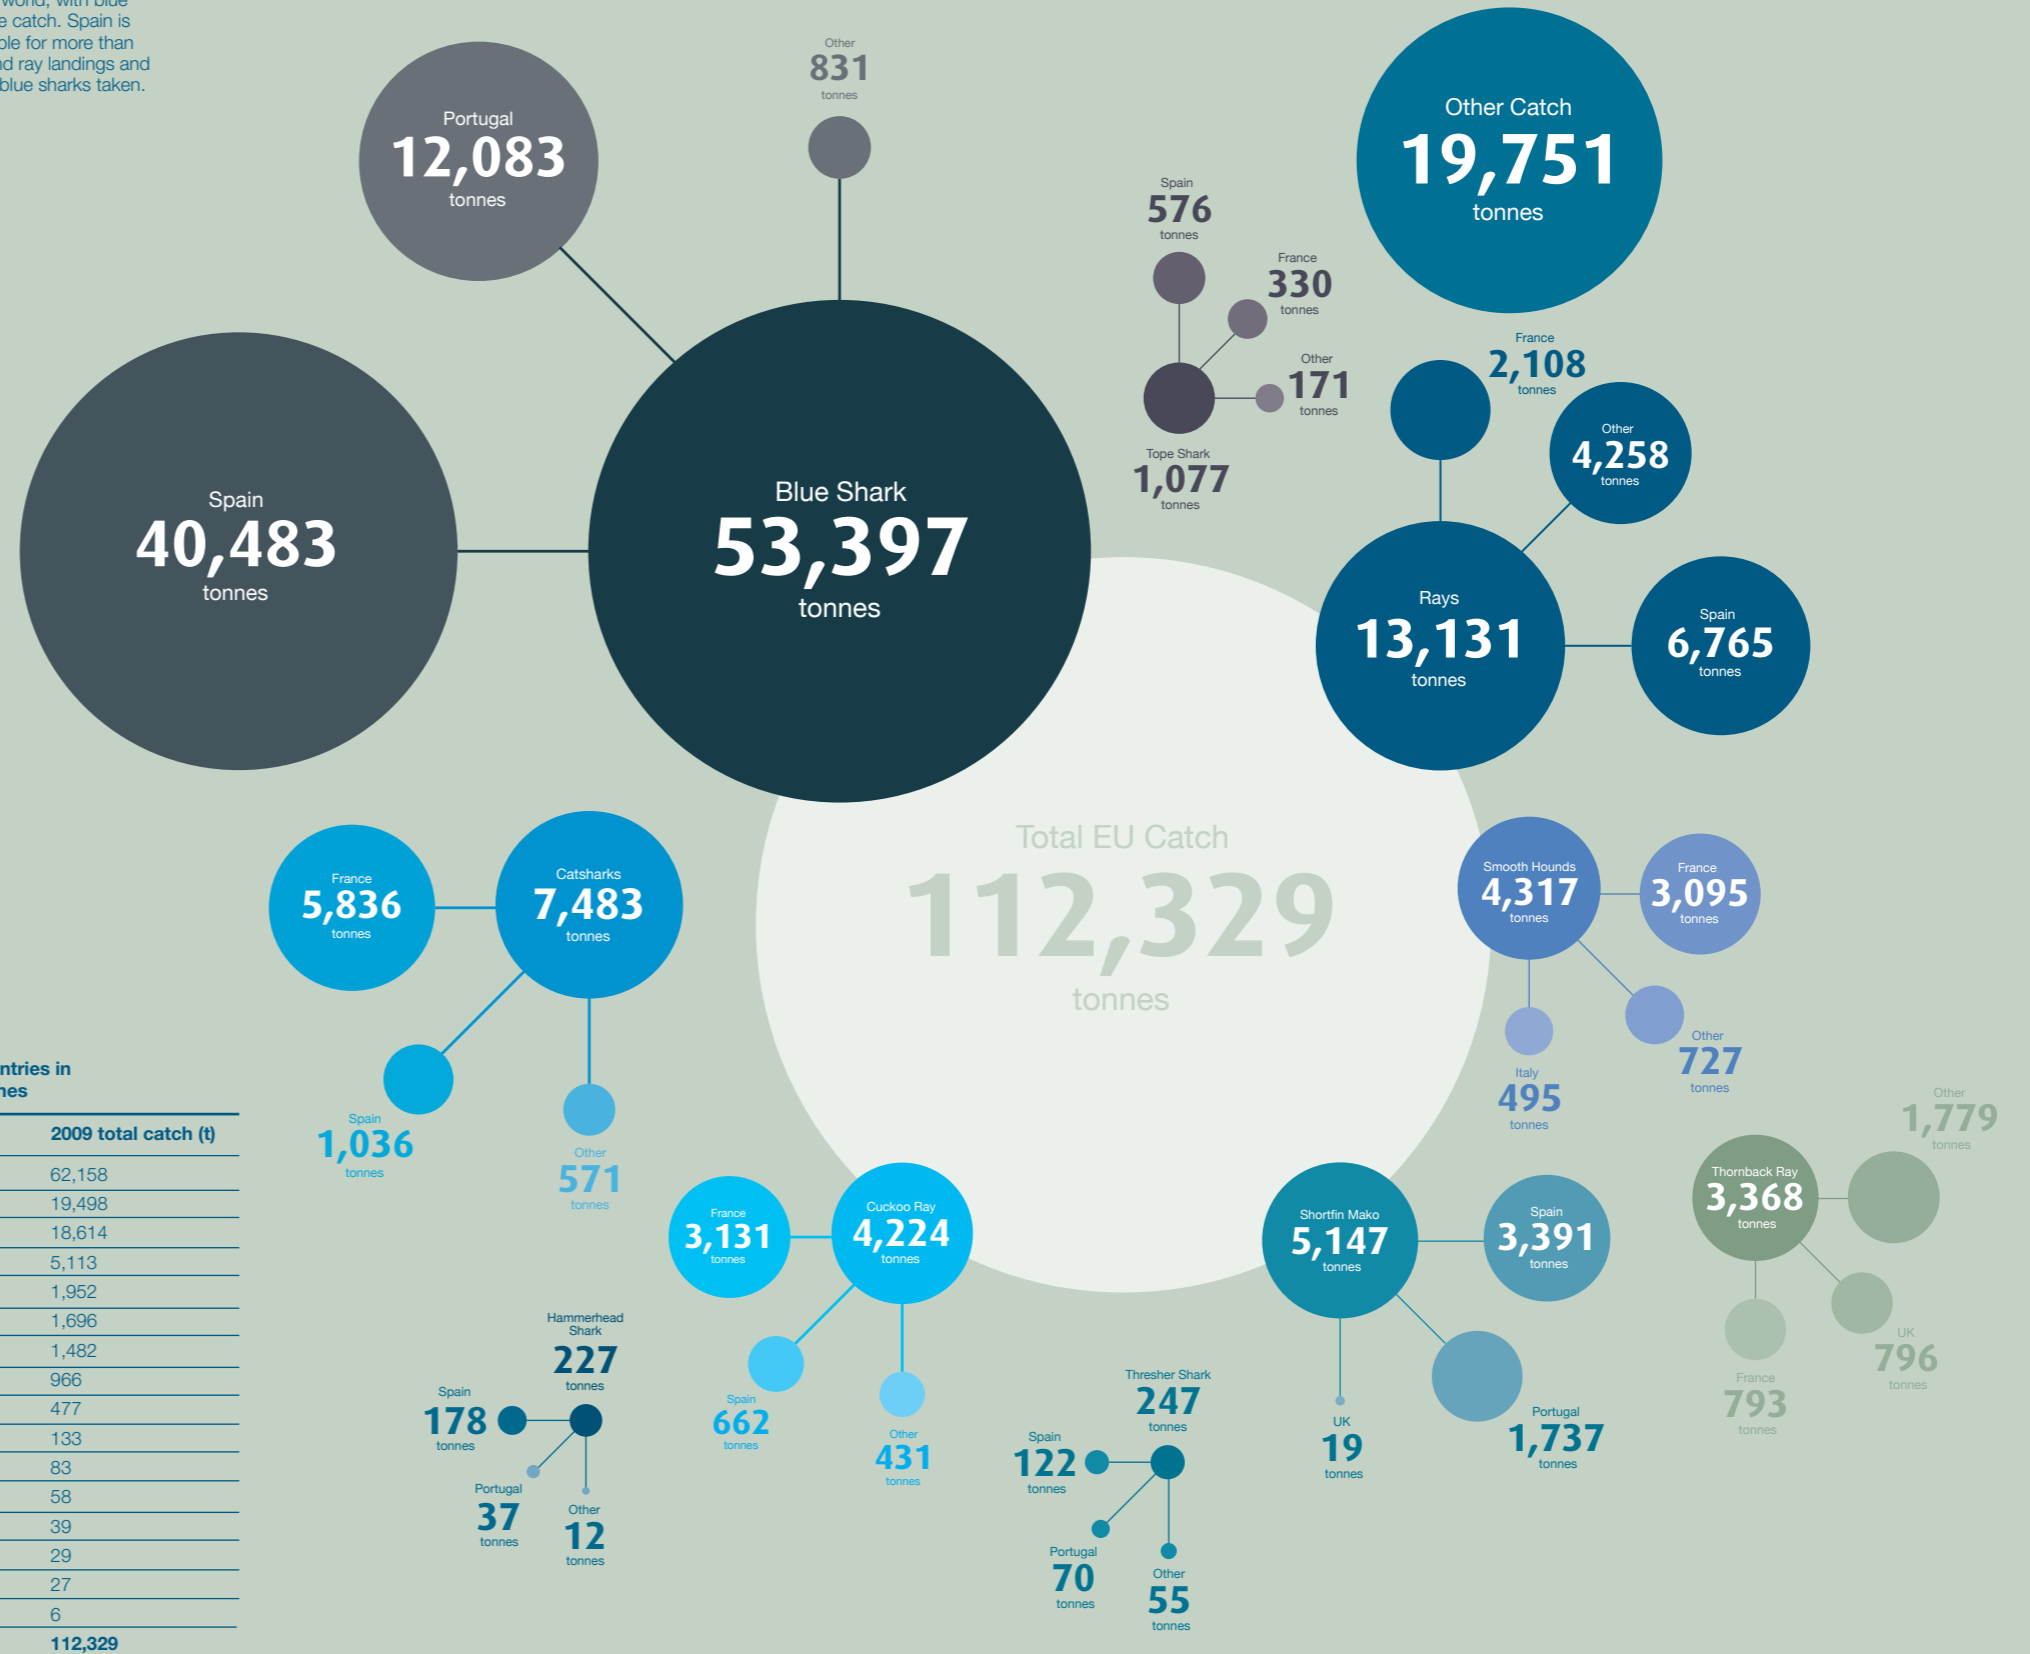 world, with blue
catch. Spain is
for more than
ray landings and
blue sharks taken.
Portugal
12,083
tonnes
Other
831
tonnes
Other Catch
19,751
tonnes
Spain
576
tonnes
France
330
tonnes
Other
171
tonnes
Tope Shark
1,077
tonnes
France
2,108
tonnes
Other
4,258
tonnes
Spain
40,483
tonnes
Blue Shark
53,397
tonnes
Rays
13,131
tonnes
Spain
6,765
tonnes
Total EU Catch
112,329
tonnes
France
5,836
tonnes
Catsharks
7,483
tonnes
Spain
1,036
tonnes
Other
571
tonnes
Smooth Hounds
4,317
tonnes
France
3,095
tonnes
Italy
495
tonnes
Other
727
tonnes
France
3,131
tonnes
Cuckoo Ray
4,224
tonnes
Spain
662
tonnes
Other
431
tonnes
Shortfin Mako
5,147
tonnes
Spain
3,391
tonnes
UK
19
tonnes
Portugal
1,737
tonnes
Thornback Ray
3,368
tonnes
Other
1,779
tonnes
UK
796
tonnes
France
793
tonnes
Hammerhead
Shark
227
tonnes
Spain
178
tonnes
Portugal
37
tonnes
Other
12
tonnes
Thresher Shark
247
tonnes
Spain
122
tonnes
Portugal
70
tonnes
Other
55
tonnes
in
2009 total catch (t)
62,158
19,498
18,614
5,113
1,952
1,696
1,482
966
477
133
83
58
39
29
27
6
112,329